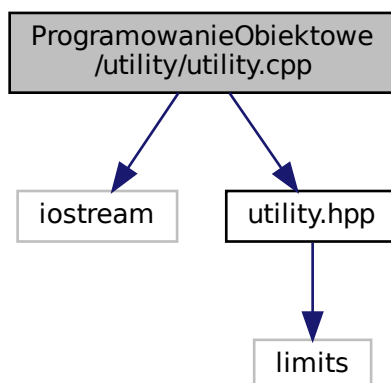 ProgramowanieObiektowe
/utility/utility.cpp
iostream
utility.hpp
limits